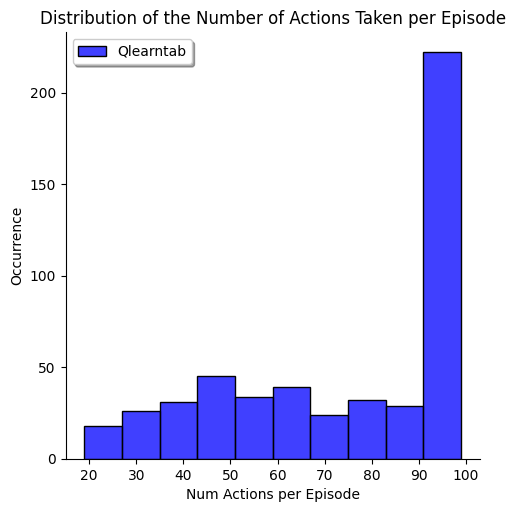 Distribution of the Number of Actions Taken per Episode
Qlearntab
200
150
100
50
0
Occurrence
20 30 40 50 60 70 80 90 100
Num Actions per Episode